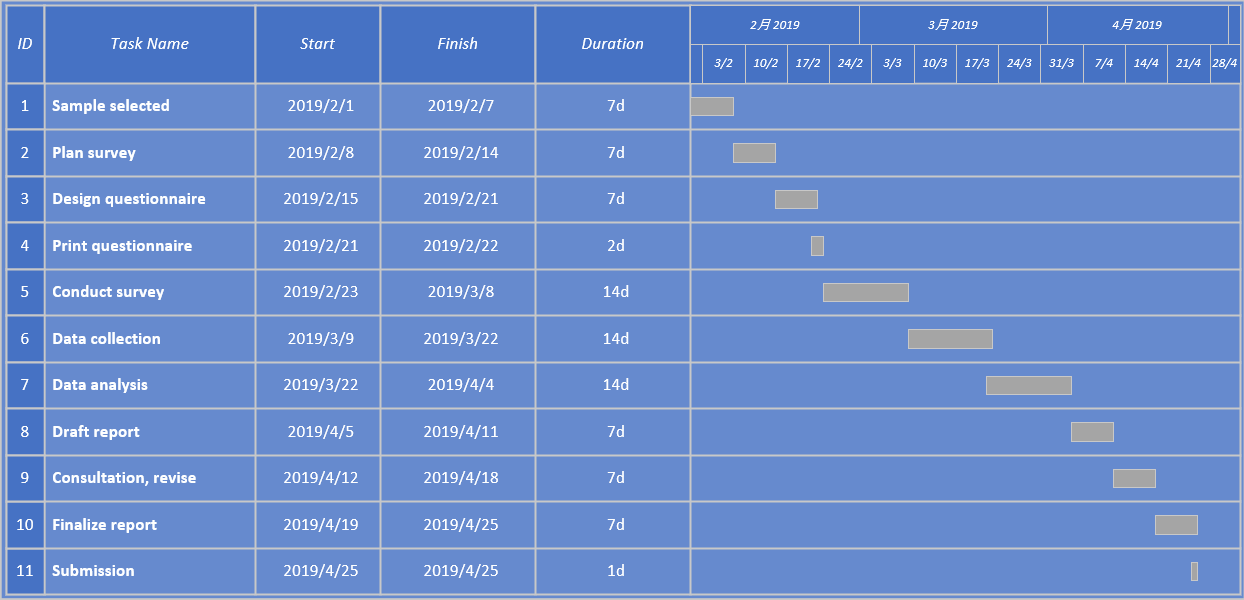 ID Task Name Start Finish Duration 2月 2019 3月 2019 4月 2019
3/2 10/2 17/2 24/2 3/3 10/3 17/3 24/3 31/3 7/4 14/4 21/4 28/4
1 Sample selected 2019/2/1 2019/2/7 7d
2 Plan survey 2019/2/8 2019/2/14 7d
3 Design questionnaire 2019/2/15 2019/2/21 7d
4 Print questionnaire 2019/2/21 2019/2/22 2d
5 Conduct survey 2019/2/23 2019/3/8 14d
6 Data collection 2019/3/9 2019/3/22 14d
7 Data analysis 2019/3/22 2019/4/4 14d
8 Draft report 2019/4/5 2019/4/11 7d
9 Consultation, revise 2019/4/12 2019/4/18 7d
10 Finalize report 2019/4/19 2019/4/25 7d
11 Submission 2019/4/25 2019/4/25 1d